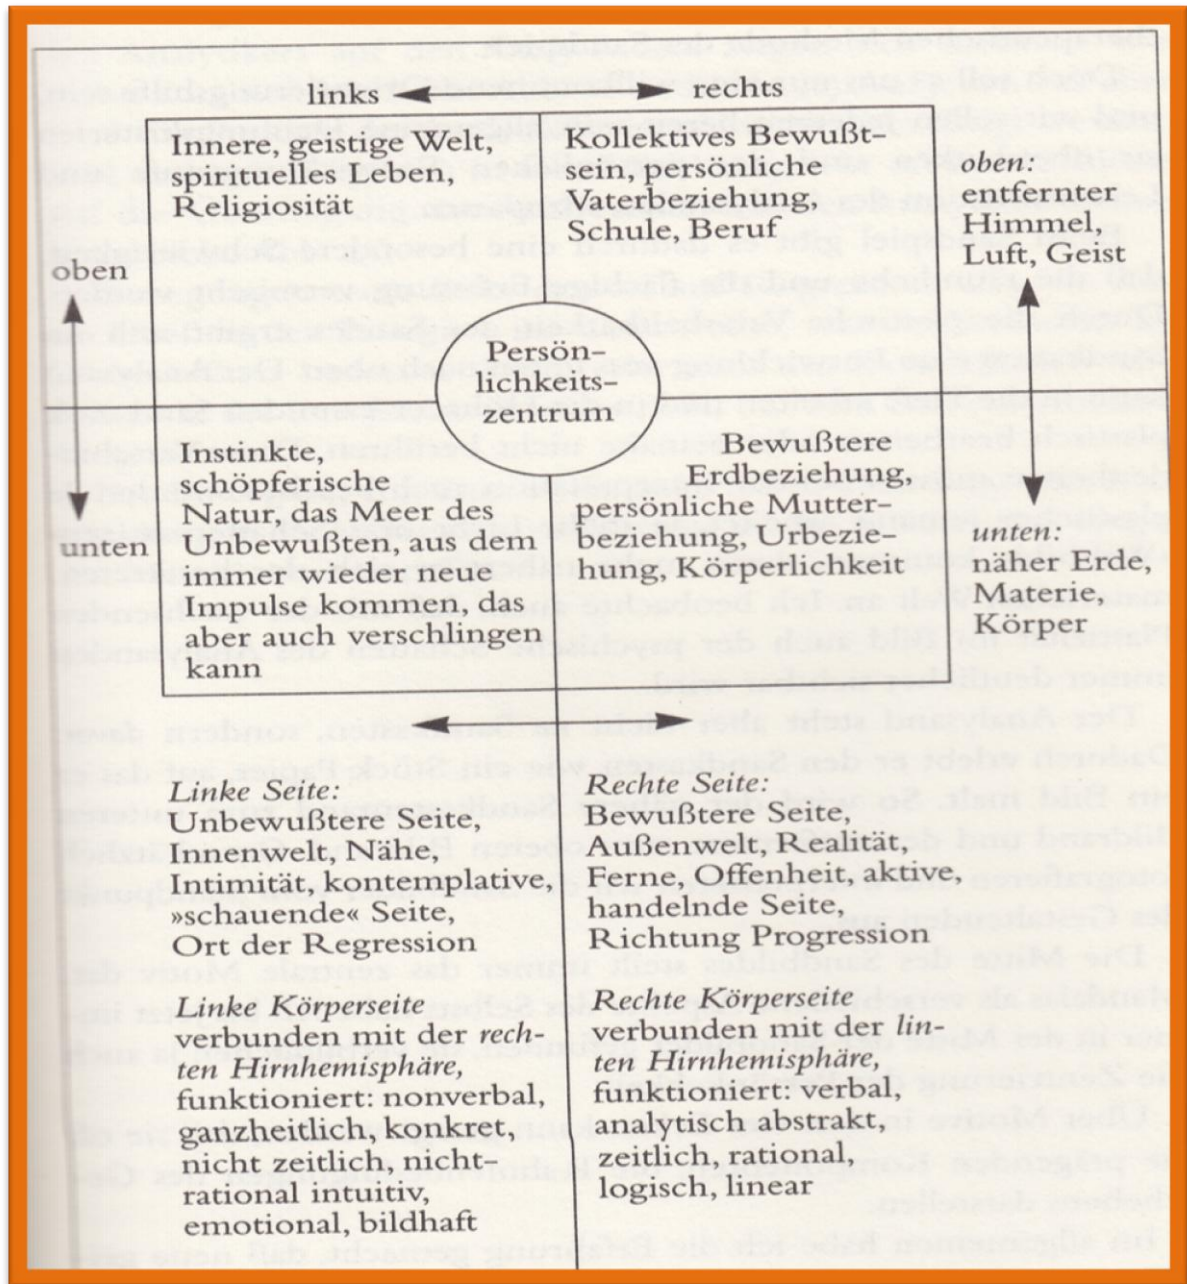 links
rechts
Innere, geistige Welt,
spirituelles Leben,
Religiosität
Kollektives Bewußt-
sein, persönliche
Vaterbeziehung,
Schule, Beruf
oben:
entfernter
Himmel,
Luft, Geist
oben
unten
Persön-
lichkeits-
zentrum
Instinkte,
schöpferische
Natur, das Meer des
Unbewußten, aus dem
immer wieder neue
Impulse kommen, das
aber auch verschlingen
kann
Bewußtere
Erdbeziehung,
persönliche Mutter-
beziehung, Urbezie-
hung, Körperlichkeit
unten:
näher Erde,
Materie,
Körper
Linke Seite:
Unbewußtere Seite,
Innenwelt, Nähe,
Intimität, kontemplative,
»schauende« Seite,
Ort der Regression
Rechte Seite:
Bewußtere Seite,
Außenwelt, Realität,
Ferne, Offenheit, aktive,
handelnde Seite,
Richtung Progression
Linke Körperseite
verbunden mit der rech-
ten Hirnhemisphäre,
funktioniert: nonverbal,
ganzheitlich, konkret,
nicht zeitlich, nicht-
rational intuitiv,
emotional, bildhaft
Rechte Körperseite
verbunden mit der lin-
ten Hirnhemisphäre,
funktioniert: verbal,
analytisch abstrakt,
zeitlich, rational,
logisch, linear